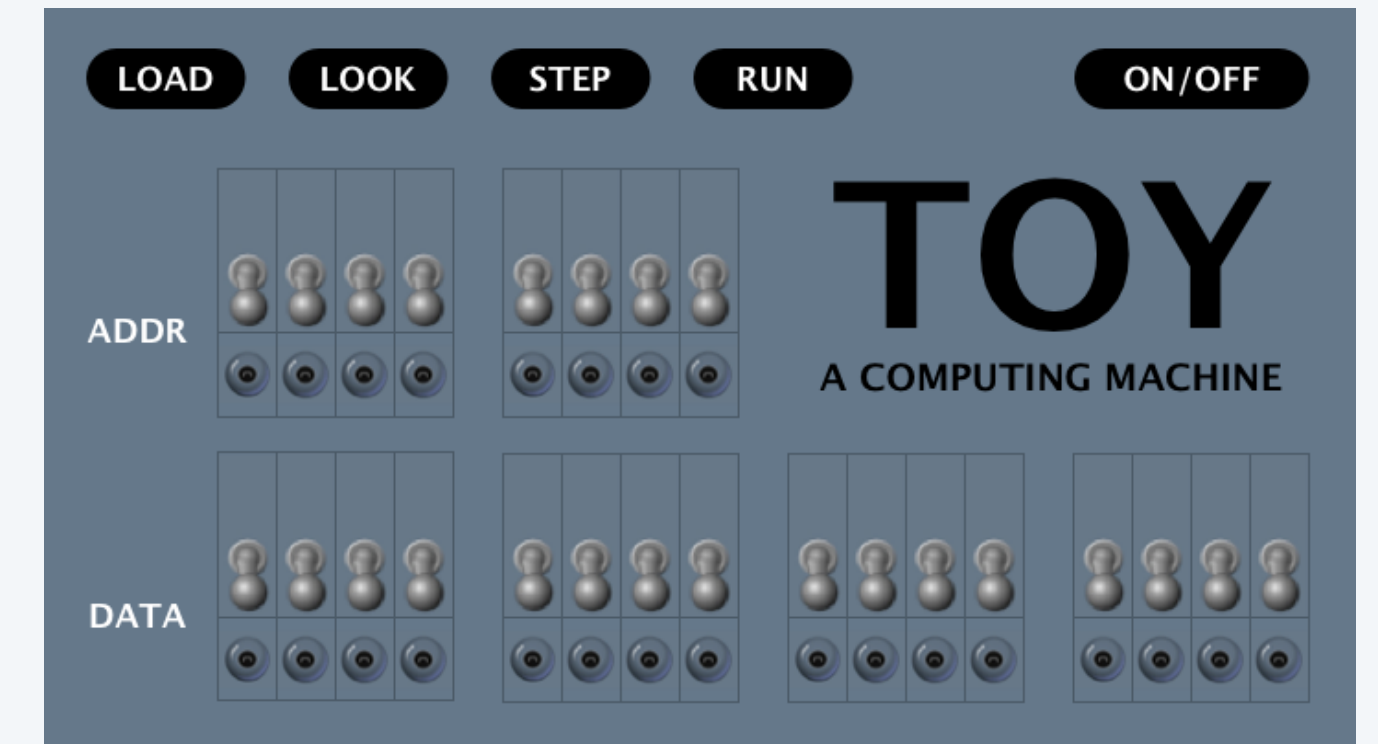 LOAD LOOK STEP RUN ON/OFF
TOY
ADDR
A COMPUTING MACHINE
DATA